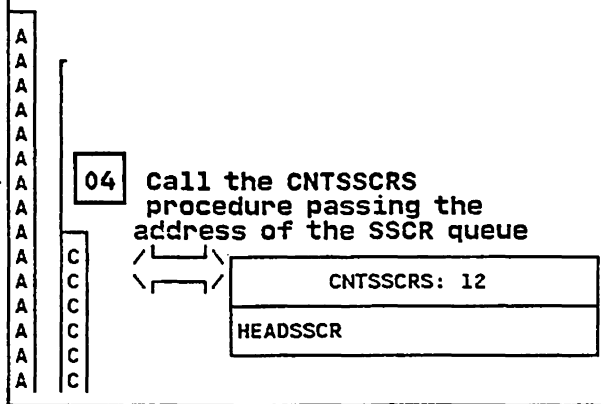 A
A
A
A
A
A
04 Call the CNTSSCRS
A
procedure passing the
A
address of the SSCR queue
A
A C
A C
CNTSSCRS: 12
A C
A C
HEADSSCR
A C
A C